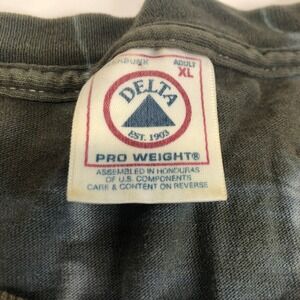 ADULT
XL
DELTA
EST. 1903
PRO WEIGHT®
ASSEMBLED IN HONDURAS
OF U.S. COMPONENTS
CARE & CONTENT ON REVERSE